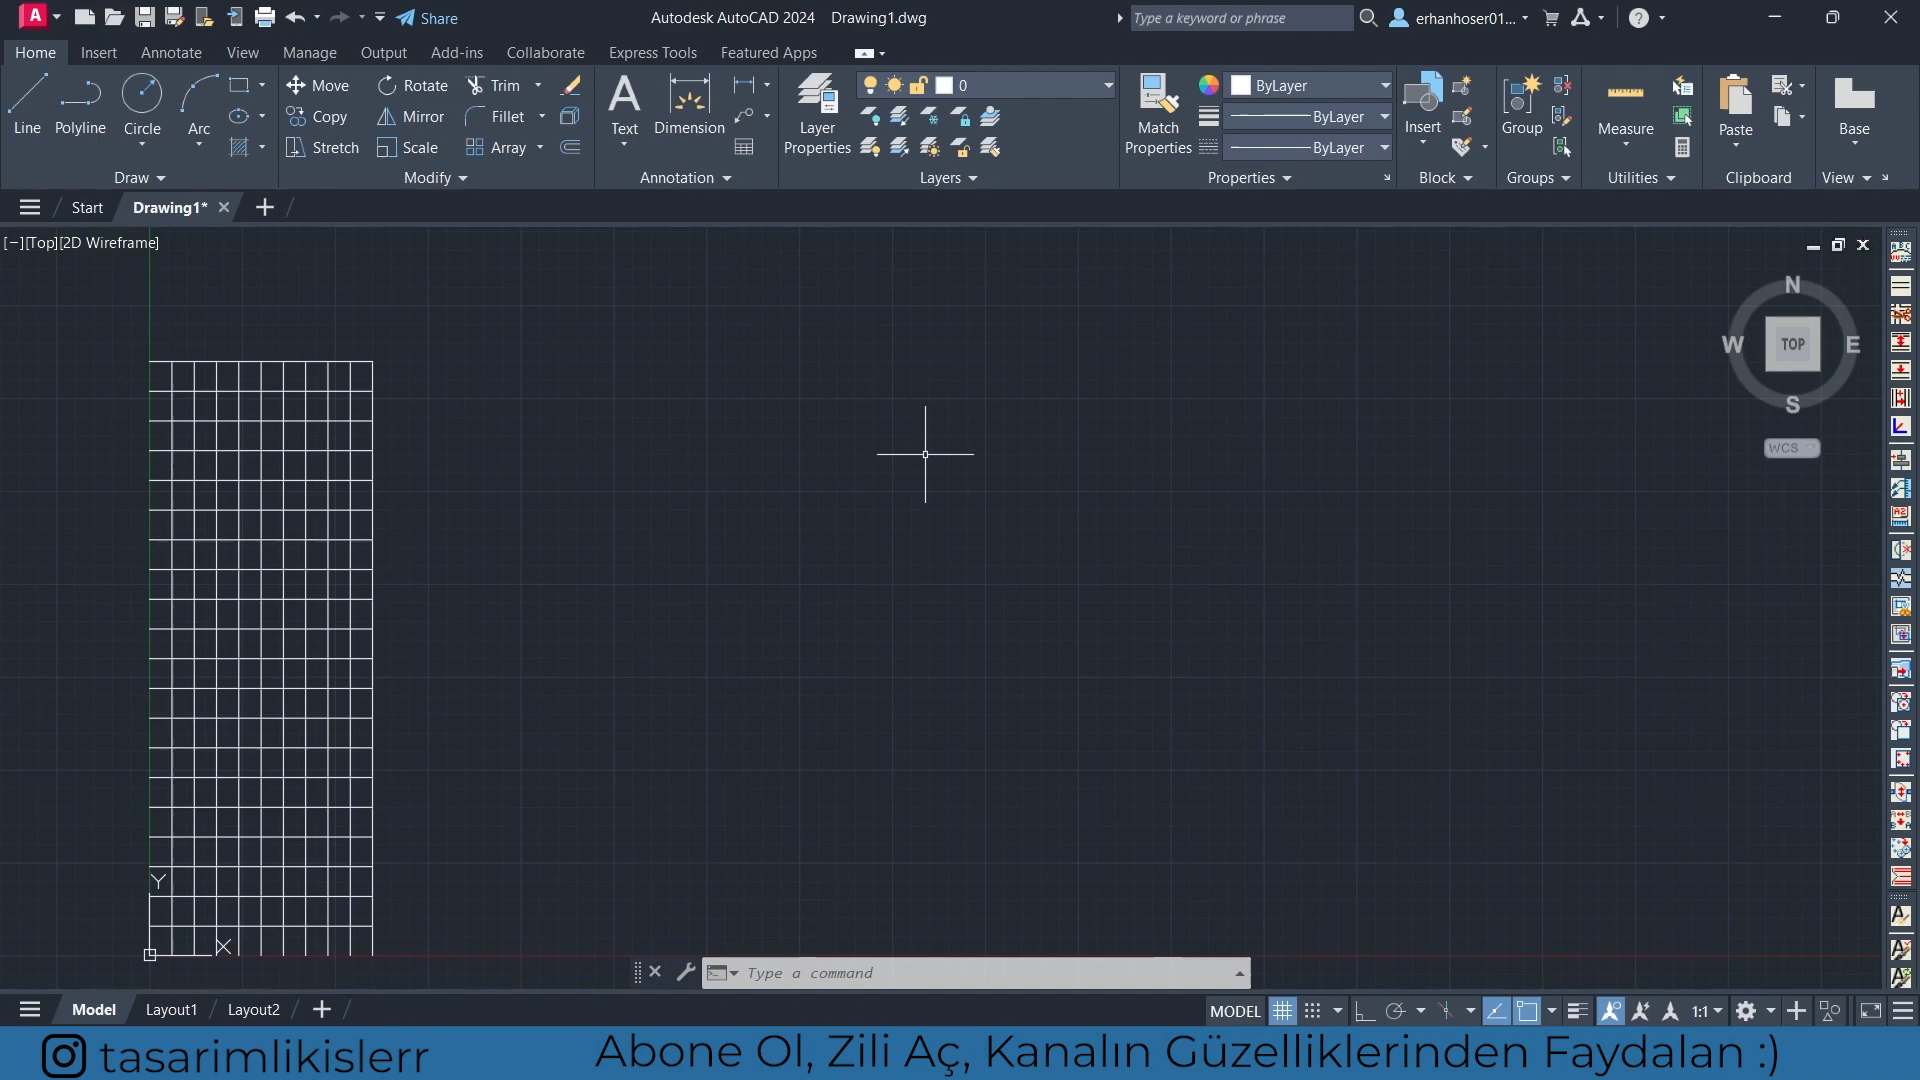 Share
Autodesk AutoCAD 2024 Drawing1.dwg
Type a keyword or phrase
erhanhoser01...
Home Insert Annotate View Manage Output Add-ins Collaborate Express Tools Featured Apps
Line Polyline Circle Arc
Draw
Move Rotate Trim
Copy Mirror Fillet
Stretch Scale Array
Modify
Text Dimension
Annotation
Layer Properties
0
Layers
Match Properties
ByLayer
ByLayer
ByLayer
Properties
Insert
Block
Group
Groups
Measure
Utilities
Paste
Clipboard
Base
View
Start Drawing1*
[−][Top][2D Wireframe]
N
W TOP E
S
WCS
Y
X
Type a command
Model Layout1 Layout2
MODEL 1:1
tasarimlikislerr
Abone Ol, Zili Aç, Kanalın Güzelliklerinden Faydalan :)